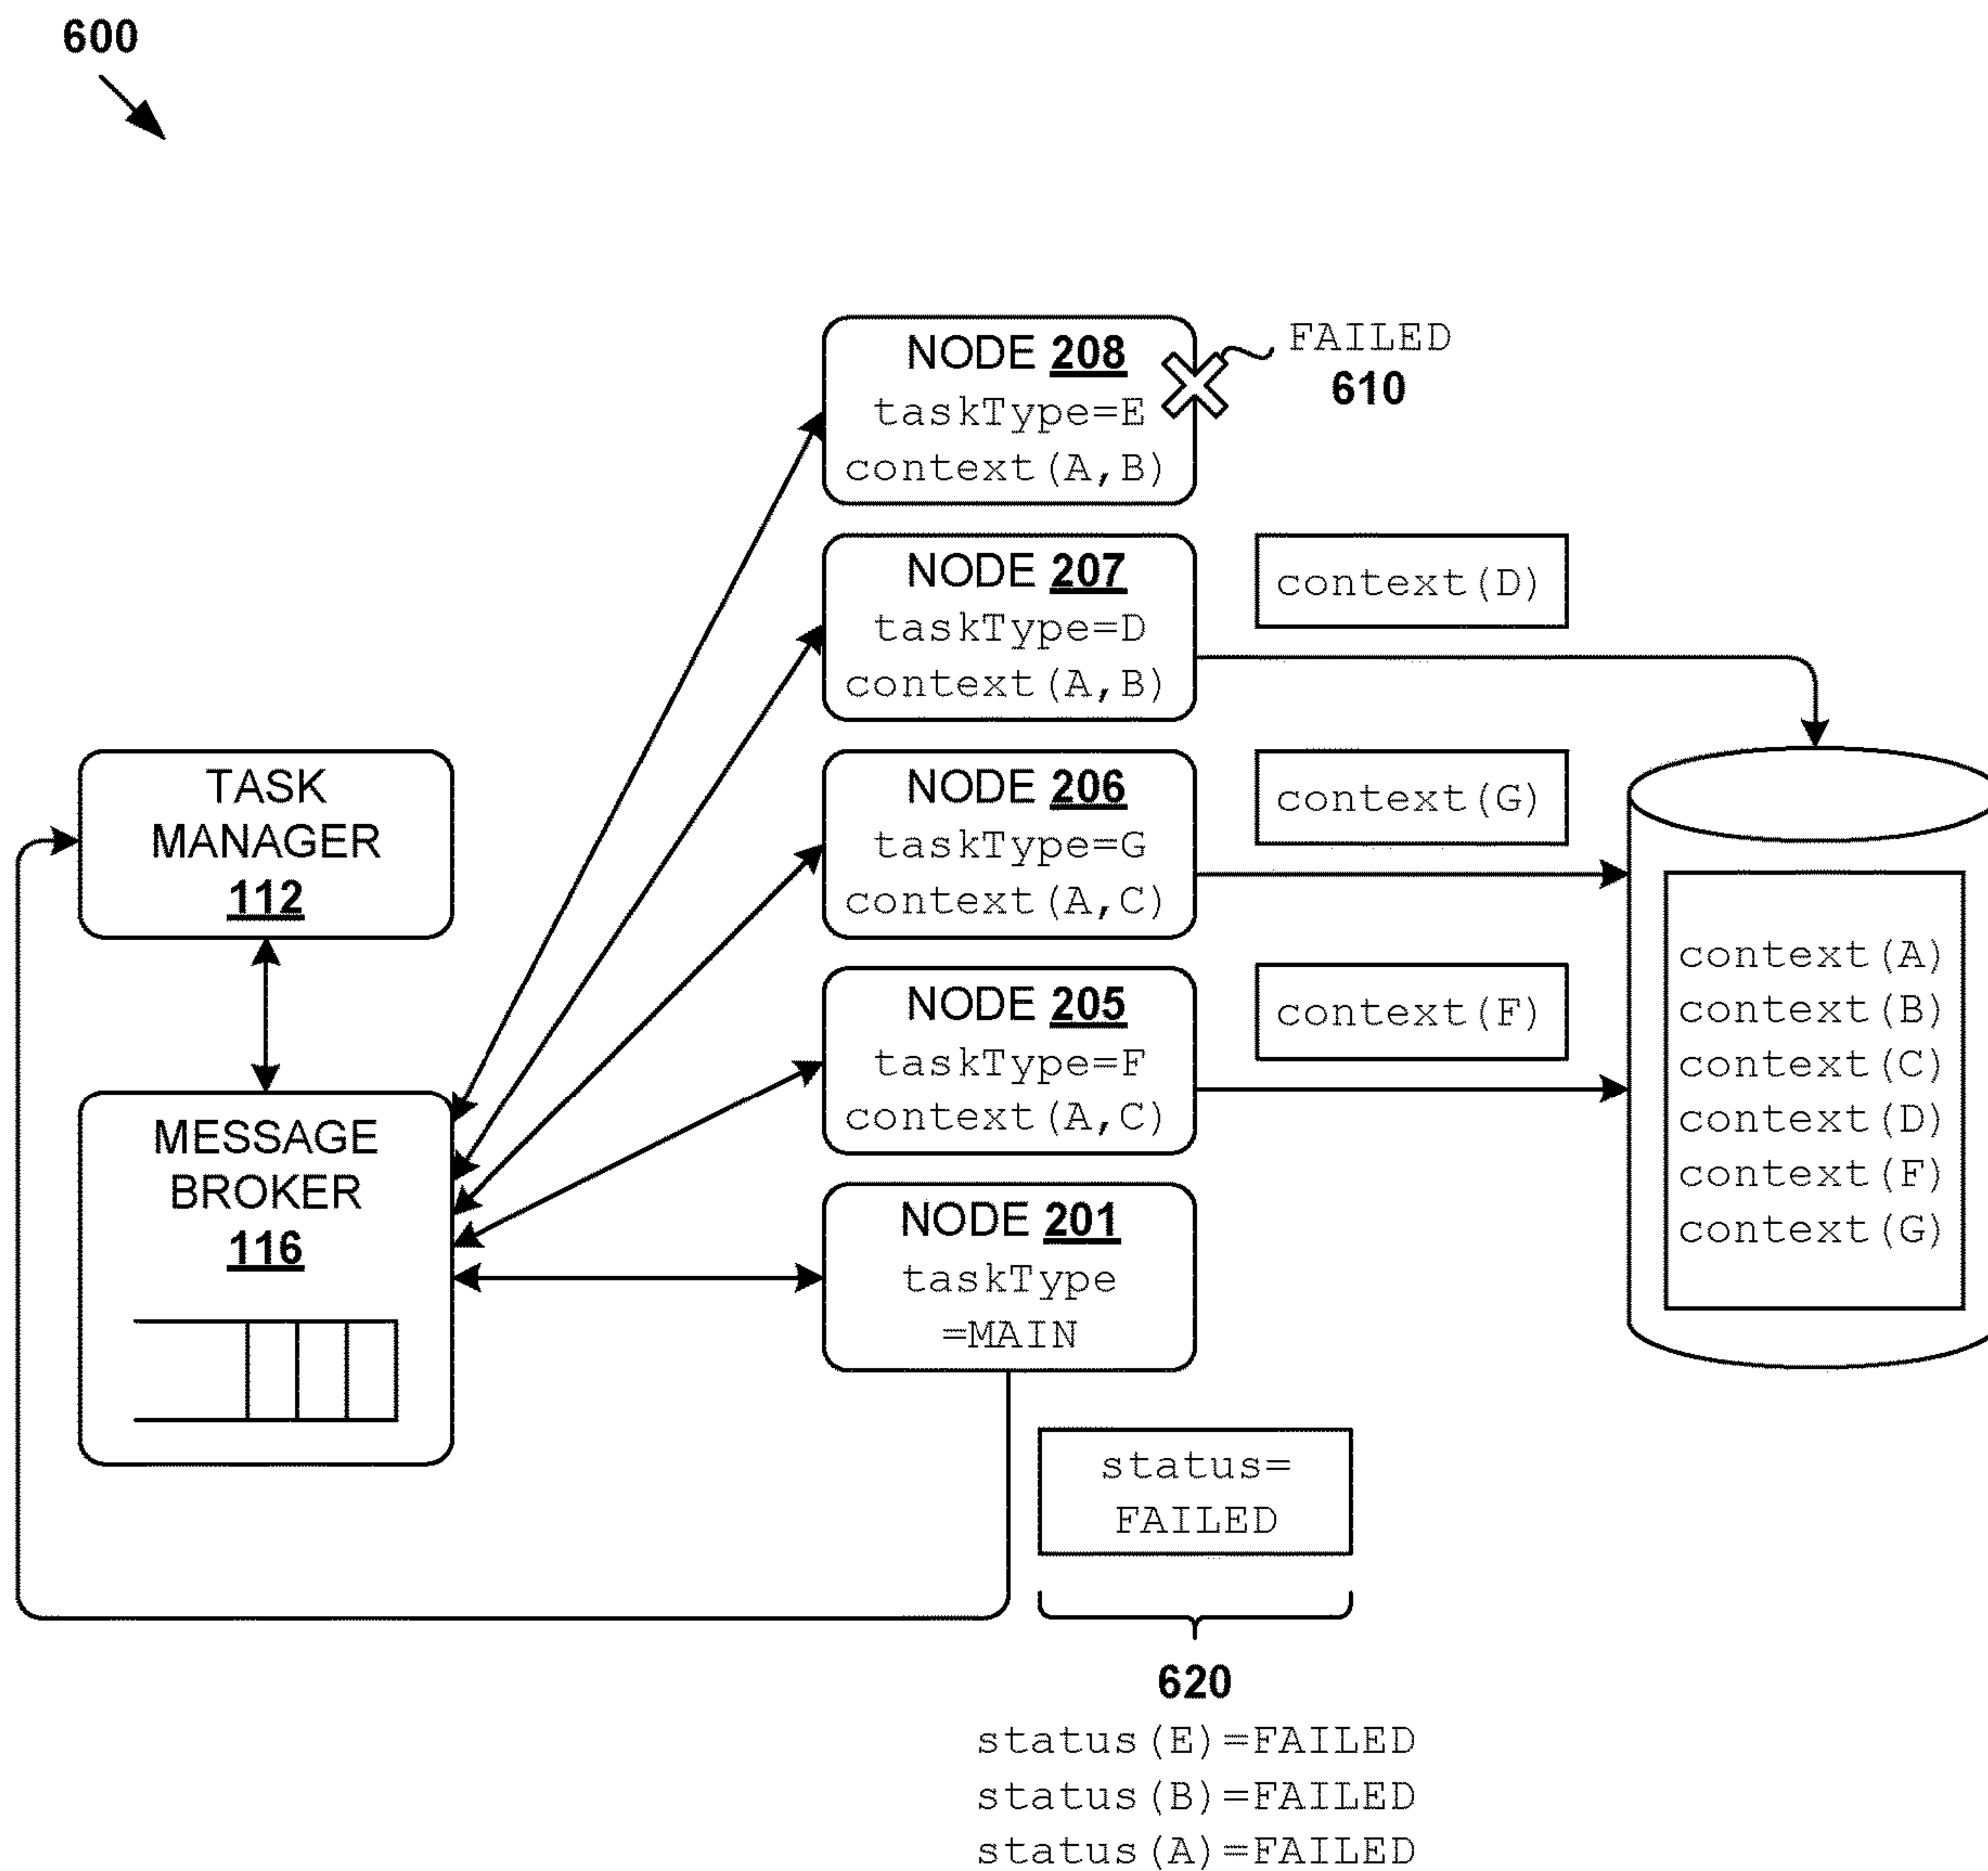 600
NODE 208
taskType=E
context(A,B)
FAILED
610
NODE 207
taskType=D
context(A,B)
context(D)
TASK
MANAGER
112
NODE 206
taskType=G
context(A,C)
context(G)
NODE 205
taskType=F
context(A,C)
context(F)
context(A)
context(B)
context(C)
context(D)
context(F)
context(G)
MESSAGE
BROKER
116
NODE 201
taskType
=MAIN
status=
FAILED
620
status(E)=FAILED
status(B)=FAILED
status(A)=FAILED